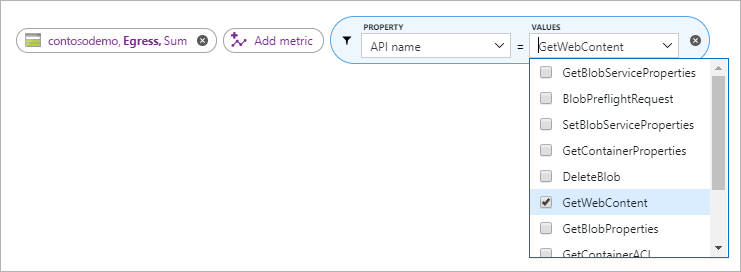 contosodemo, Egress, Sum
Add metric
PROPERTY
API name
=
VALUES
GetWebContent
GetBlobServiceProperties
BlobPreflightRequest
SetBlobServiceProperties
GetContainerProperties
DeleteBlob
GetWebContent
GetBlobProperties
GetContainerACL